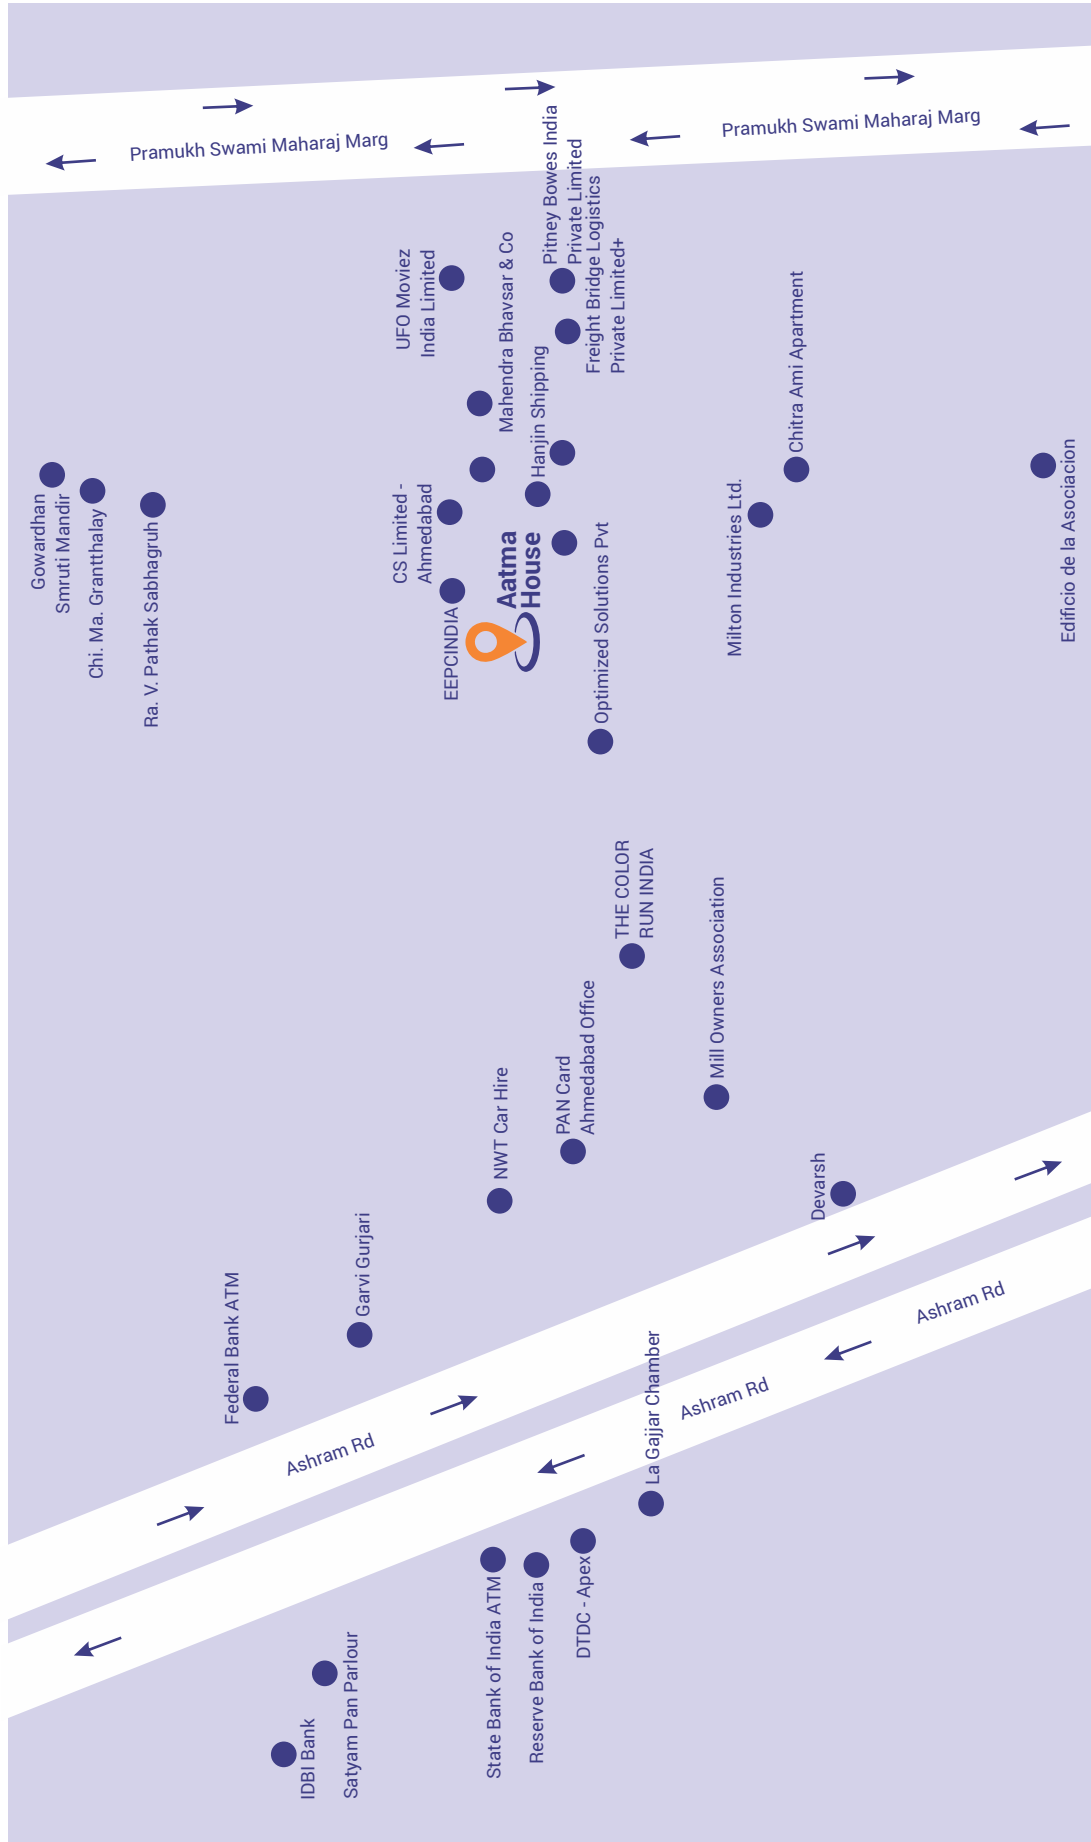 Pramukh Swami Maharaj Marg
Pramukh Swami Maharaj Marg
Pitney Bowes India
Private Limited
Freight Bridge Logistics
Private Limited+
UFO Moviez
India Limited
Mahendra Bhavsar & Co
Hanjin Shipping
Chitra Ami Apartment
Gowardhan
Smruti Mandir
Chi. Ma. Grantthalay
Ra. V. Pathak Sabhagruh
CS Limited -
Ahmedabad
EEPCINDIA
Aatma
House
Optimized Solutions Pvt
Milton Industries Ltd.
Edificio de la Asociacion
THE COLOR
RUN INDIA
Mill Owners Association
PAN Card
Ahmedabad Office
NWT Car Hire
Devarsh
Garvi Gurjari
Federal Bank ATM
Ashram Rd
Ashram Rd
Ashram Rd
La Gajjar Chamber
DTDC - Apex
Reserve Bank of India
State Bank of India ATM
Satyam Pan Parlour
IDBI Bank